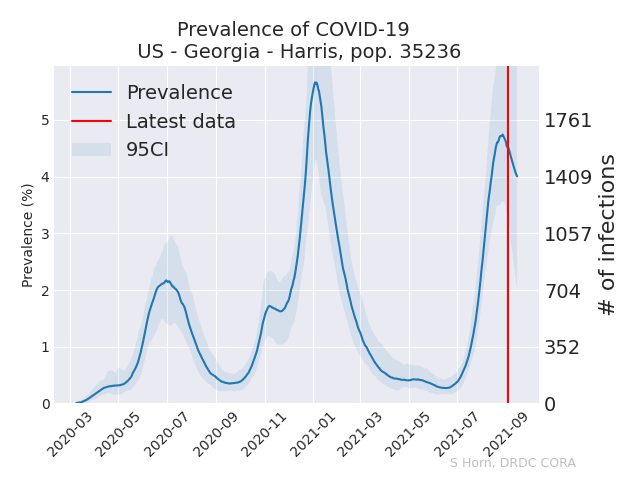 Prevalence of COVID-19
US - Georgia - Harris, pop. 35236
Prevalence
Latest data
95CI
Prevalence (%)
5
4
3
2
1
0
1761
1409
1057
704
352
0
# of infections
2020-03
2020-05
2020-07
2020-09
2020-11
2021-01
2021-03
2021-05
2021-07
2021-09
S Horn, DRDC CORA